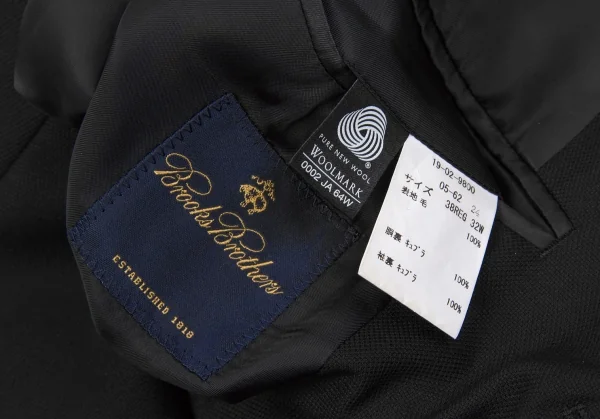 Brooks Brothers
ESTABLISHED 1818
PURE NEW WOOL
®
WOOLMARK
0002 JA 64W
19-02-9800
サイズ 05-62 24
38REG 32W
表地 毛 100%
胴裏 キュプラ 100%
袖裏 キュプラ 100%